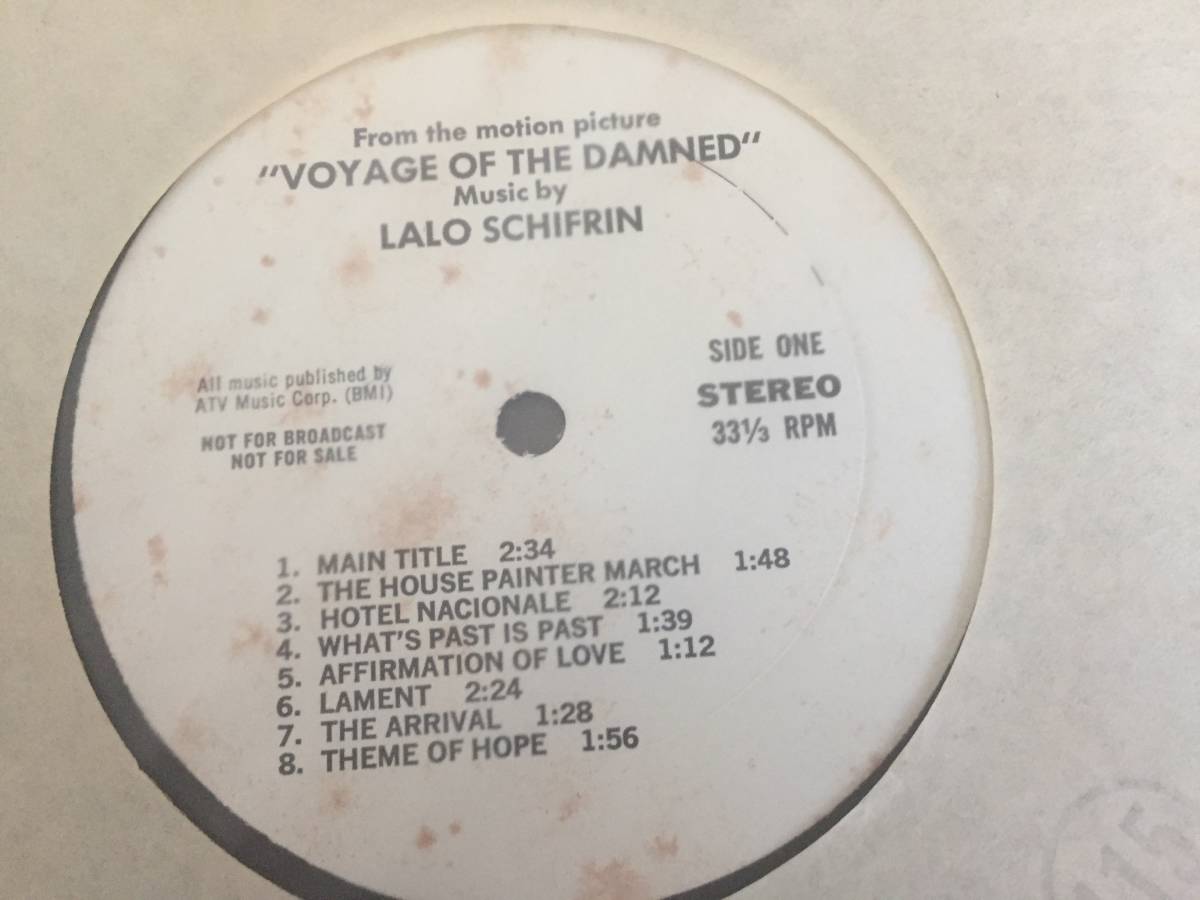 From the motion picture
"VOYAGE OF THE DAMNED"
Music by
LALO SCHIFRIN
SIDE ONE
STEREO
33⅓ RPM
All music published by
ATV Music Corp. (BMI)
NOT FOR BROADCAST
NOT FOR SALE
1. MAIN TITLE 2:34
2. THE HOUSE PAINTER MARCH 1:48
3. HOTEL NACIONALE 2:12
4. WHAT'S PAST IS PAST 1:39
5. AFFIRMATION OF LOVE 1:12
6. LAMENT 2:24
7. THE ARRIVAL 1:28
8. THEME OF HOPE 1:56
115